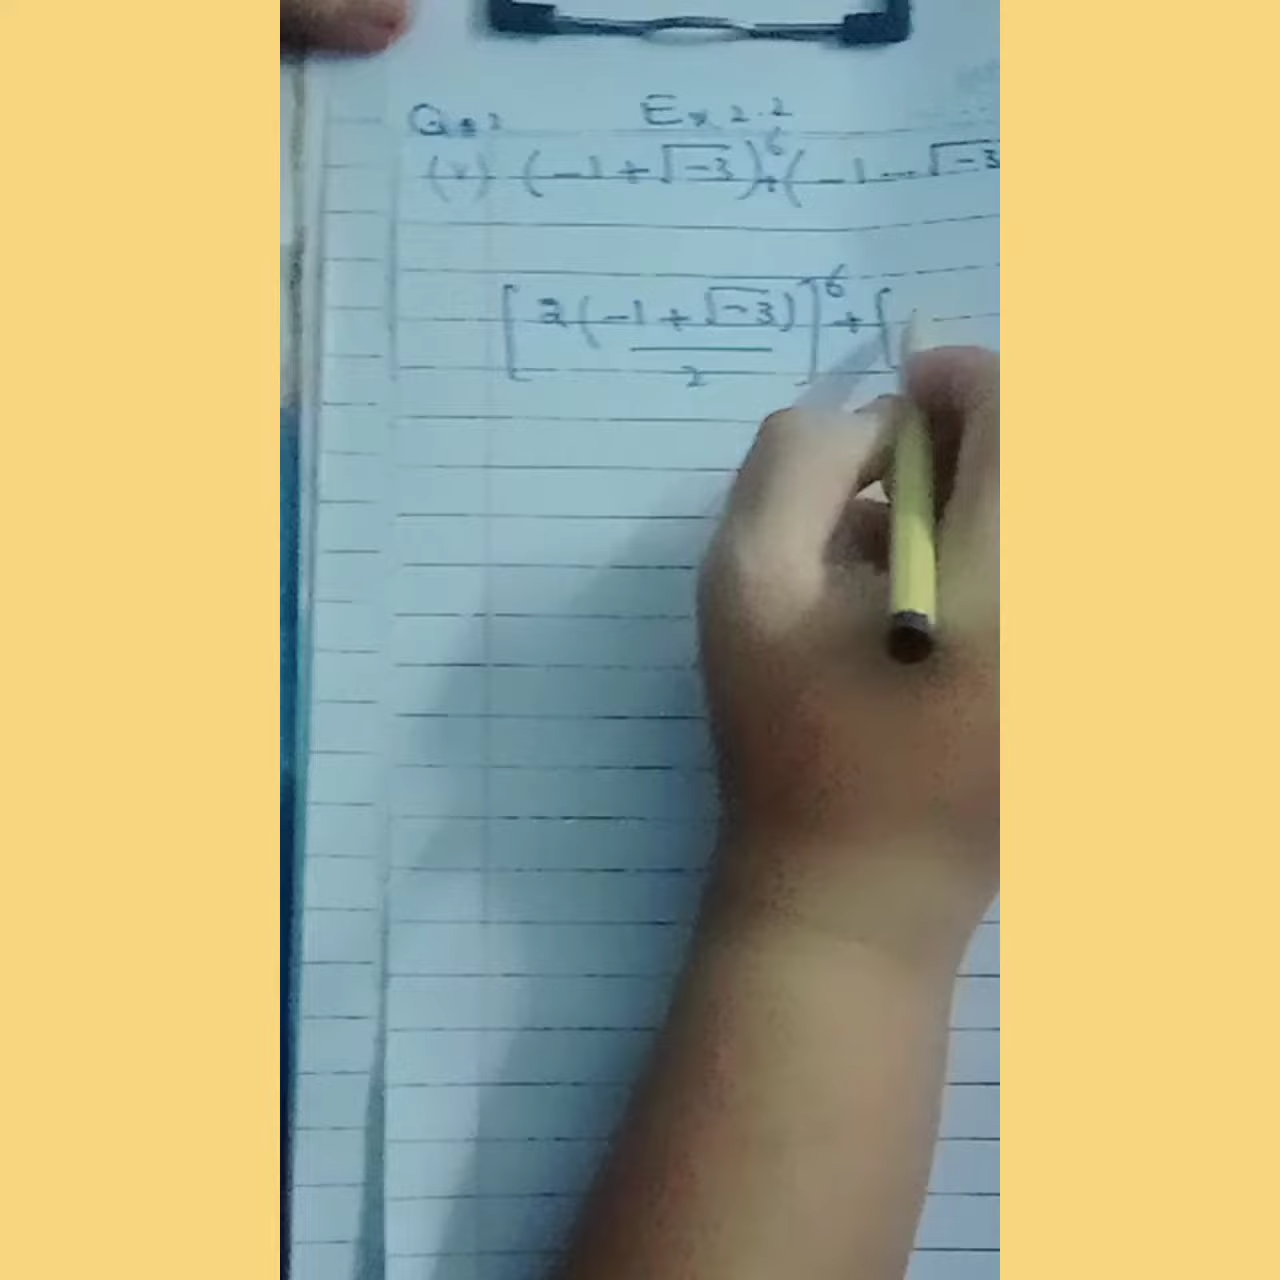 Q.2 Ex 2.2
(v) (-1+√-3)⁶+(-1-√-3
[2(-1+√-3)/2]⁶+[